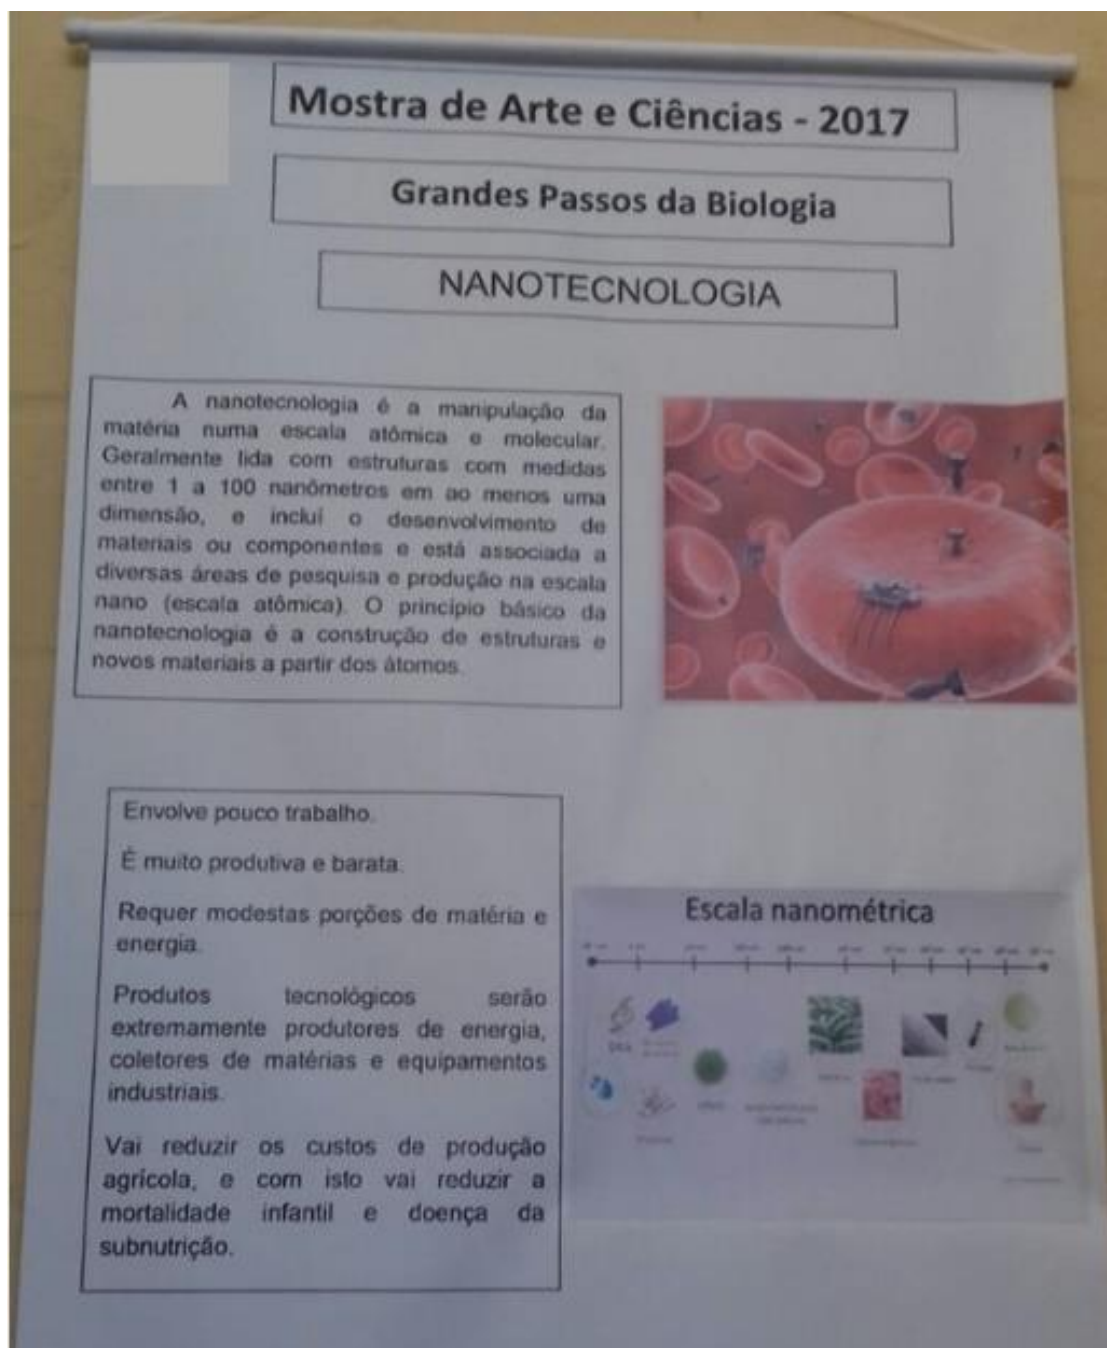 Mostra de Arte e Ciências - 2017
Grandes Passos da Biologia
NANOTECNOLOGIA
A nanotecnologia é a manipulação da
matéria numa escala atômica e molecular.
Geralmente lida com estruturas com medidas
entre 1 a 100 nanômetros em ao menos uma
dimensão, e incluí o desenvolvimento de
materiais ou componentes e está associada a
diversas áreas de pesquisa e produção na escala
nano (escala atômica). O princípio básico da
nanotecnologia é a construção de estruturas e
novos materiais a partir dos átomos.
Envolve pouco trabalho.
É muito produtiva e barata.
Requer modestas porções de matéria e
energia.
Produtos tecnológicos serão
extremamente produtores de energia,
coletores de matérias e equipamentos
industriais.
Vai reduzir os custos de produção
agrícola, e com isto vai reduzir a
mortalidade infantil e doença da
subnutrição.
Escala nanométrica